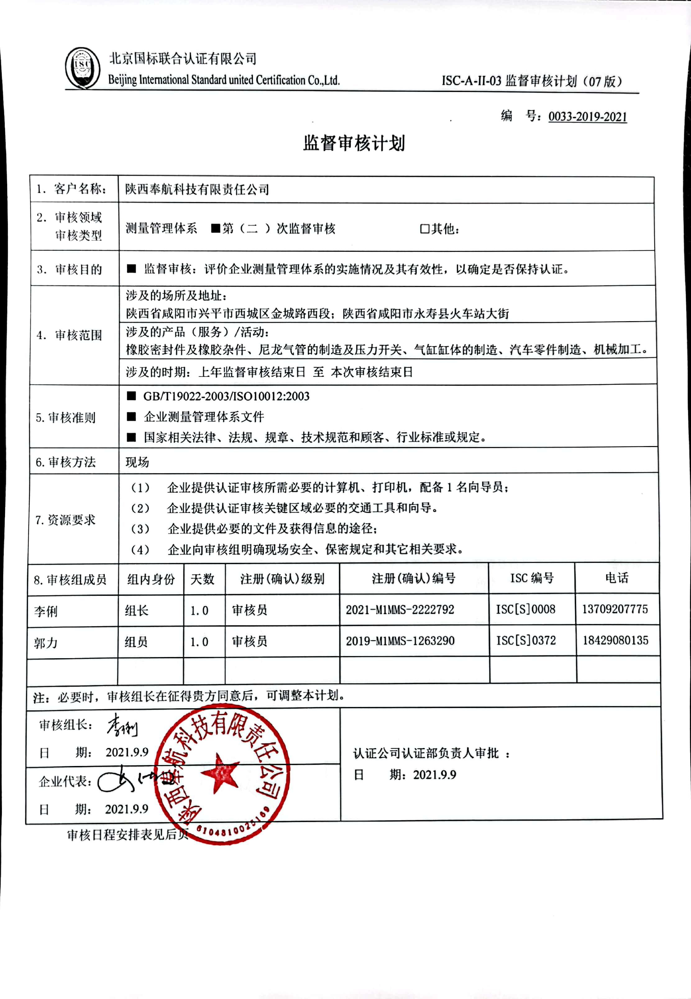 ISC
北京国标联合认证有限公司
Beijing International Standard united Certification Co.,Ltd.
ISC-A-II-03 监督审核计划（07 版）
编 号：0033-2019-2021
监督审核计划
1. 客户名称： 陕西奉航科技有限责任公司
2. 审核领域 审核类型 测量管理体系 ■第（二 ）次监督审核 □其他：
3. 审核目的 ■ 监督审核：评价企业测量管理体系的实施情况及其有效性，以确定是否保持认证。
4. 审核范围
涉及的场所及地址：
陕西省咸阳市兴平市西城区金城路西段；陕西省咸阳市永寿县火车站大街
涉及的产品（服务）/活动：
橡胶密封件及橡胶杂件、尼龙气管的制造及压力开关、气缸缸体的制造、汽车零件制造、机械加工。
涉及的时期：上年监督审核结束日 至 本次审核结束日
5. 审核准则
■ GB/T19022-2003/ISO10012:2003
■ 企业测量管理体系文件
■ 国家相关法律、法规、规章、技术规范和顾客、行业标准或规定。
6. 审核方法 现场
7. 资源要求
（1） 企业提供认证审核所需必要的计算机、打印机，配备 1 名向导员；
（2） 企业提供认证审核关键区域必要的交通工具和向导。
（3） 企业提供必要的文件及获得信息的途径；
（4） 企业向审核组明确现场安全、保密规定和其它相关要求。
8. 审核组成员 组内身份 天数 注册(确认)级别 注册(确认)编号 ISC 编号 电话
李俐 组长 1.0 审核员 2021-M1MMS-2222792 ISC[S]0008 13709207775
郭力 组员 1.0 审核员 2019-M1MMS-1263290 ISC[S]0372 18429080135
注：必要时，审核组长在征得贵方同意后，可调整本计划。
审核组长：李俐
日 期：2021.9.9
企业代表：
日 期：2021.9.9
认证公司认证部负责人审批 ：
日 期：2021.9.9
陕西奉航科技有限责任公司
6104810025169
审核日程安排表见后页